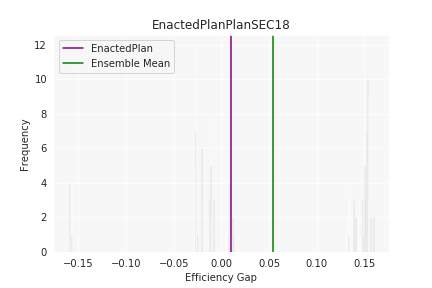 EnactedPlanPlanSEC18
EnactedPlan
Ensemble Mean
12
10
8
6
4
2
0
Frequency
−0.15 −0.10 −0.05 0.00 0.05 0.10 0.15
Efficiency Gap